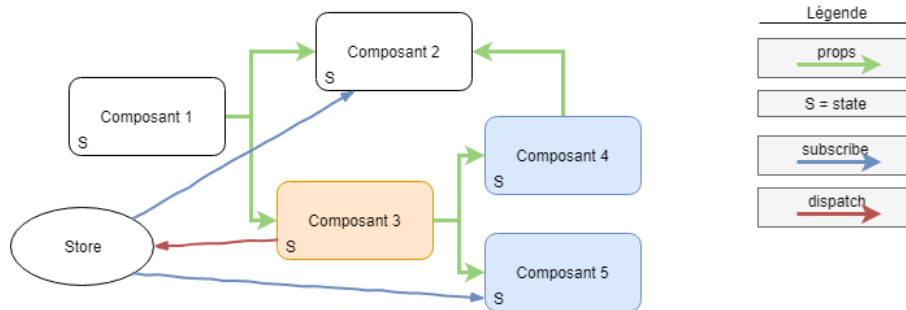 Composant 2
S
Composant 1
S
Composant 4
S
Composant 3
S
Store
Composant 5
S
Légende
props
S = state
subscribe
dispatch